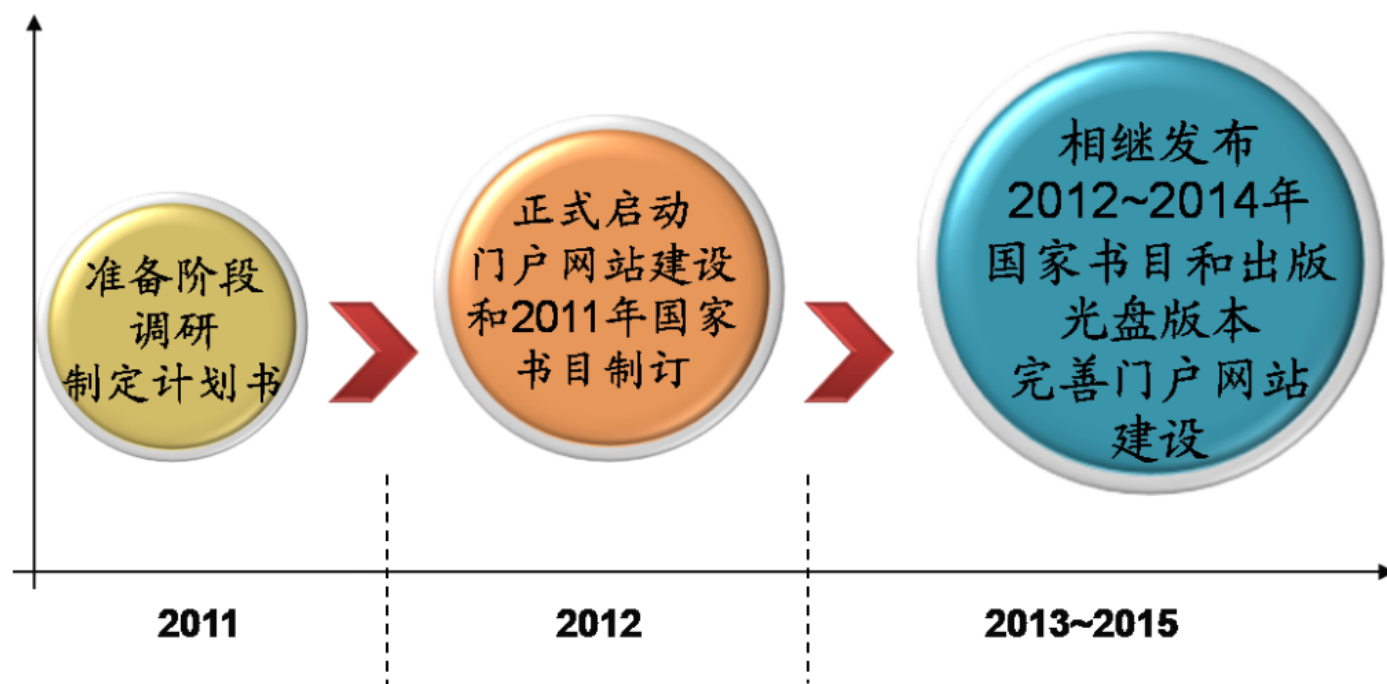 准备阶段
调研
制定计划书
正式启动
门户网站建设
和2011年国家
书目制订
相继发布
2012~2014年
国家书目和出版
光盘版本
完善门户网站
建设
2011
2012
2013~2015